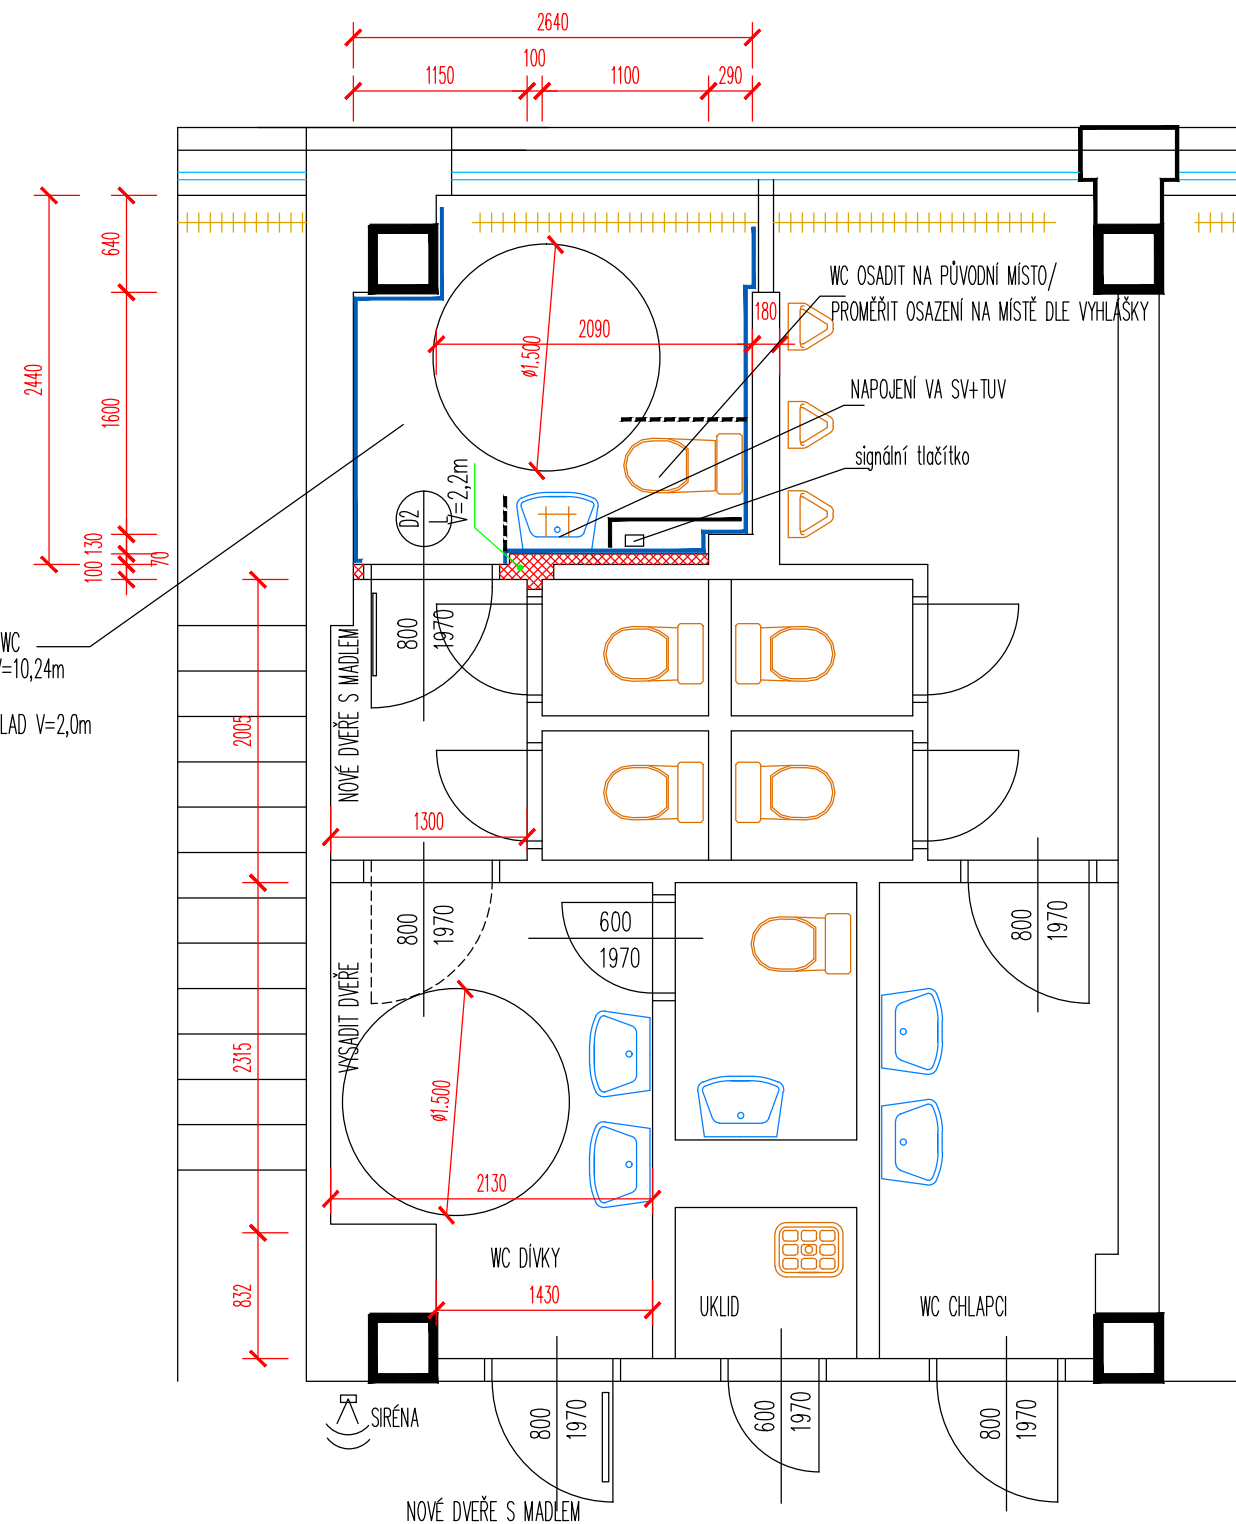 2640
100
1150
1100
290
640
WC OSADIT NA PŮVODNÍ MÍSTO/
PROMĚRIT OSAZENÍ NA MÍSTĚ DLE VYHLÁŠKY
180
2090
ø1.500
2440
1600
NAPOJENÍ VA SV+TUV
signální tlačítko
V=2,2m
D2
130
100
70
WC
V=10,24m
KLAD V=2,0m
800
1970
NOVÉ DVEŘE S MADLEM
2005
1300
800
1970
600
1970
800
1970
VYSADIT DVEŘE
2315
ø1.500
2130
WC DÍVKY
832
1430
UKLID
WC CHLAPCI
SIRÉNA
800
1970
600
1970
800
1970
NOVÉ DVEŘE S MADLEM